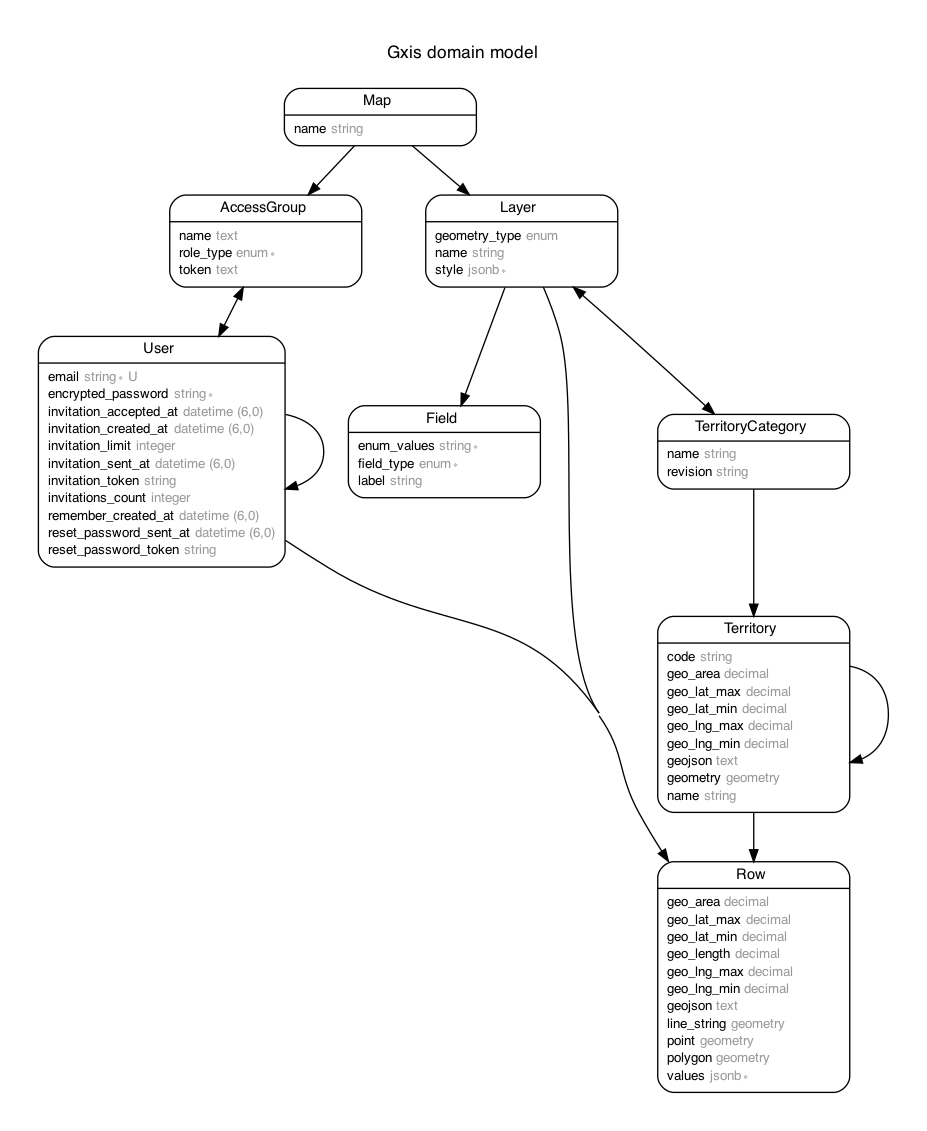 Gxis domain model
Map
name string
AccessGroup
name text
role_type enum ∗
token text
Layer
geometry_type enum
name string
style jsonb ∗
User
email string ∗ U
encrypted_password string ∗
invitation_accepted_at datetime (6,0)
invitation_created_at datetime (6,0)
invitation_limit integer
invitation_sent_at datetime (6,0)
invitation_token string
invitations_count integer
remember_created_at datetime (6,0)
reset_password_sent_at datetime (6,0)
reset_password_token string
Field
enum_values string ∗
field_type enum ∗
label string
TerritoryCategory
name string
revision string
Territory
code string
geo_area decimal
geo_lat_max decimal
geo_lat_min decimal
geo_lng_max decimal
geo_lng_min decimal
geojson text
geometry geometry
name string
Row
geo_area decimal
geo_lat_max decimal
geo_lat_min decimal
geo_length decimal
geo_lng_max decimal
geo_lng_min decimal
geojson text
line_string geometry
point geometry
polygon geometry
values jsonb ∗